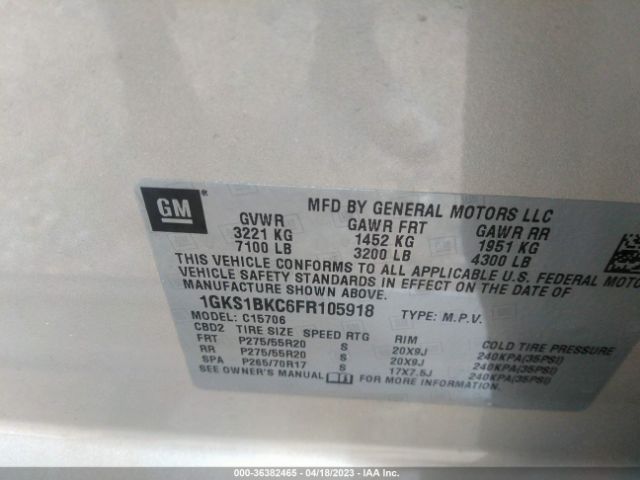 GM
®
MFD BY GENERAL MOTORS LLC
GVWR GAWR FRT GAWR RR
3221 KG 1452 KG 1951 KG
7100 LB 3200 LB 4300 LB
THIS VEHICLE CONFORMS TO ALL APPLICABLE U.S. FEDERAL MOTO
VEHICLE SAFETY STANDARDS IN EFFECT ON THE DATE OF
MANUFACTURE SHOWN ABOVE.
1GKS1BKC6FR105918 TYPE: M.P.V.
MODEL: C15706
CBD2 TIRE SIZE SPEED RTG RIM COLD TIRE PRESSURE
FRT P275/55R20 S 20X9J 240KPA(35PSI)
RR P275/55R20 S 20X9J 240KPA(35PSI)
SPA P265/70R17 S 17X7.5J 240KPA(35PSI)
SEE OWNER'S MANUAL FOR MORE INFORMATION.
000-36382465 - 04/18/2023 - IAA Inc.